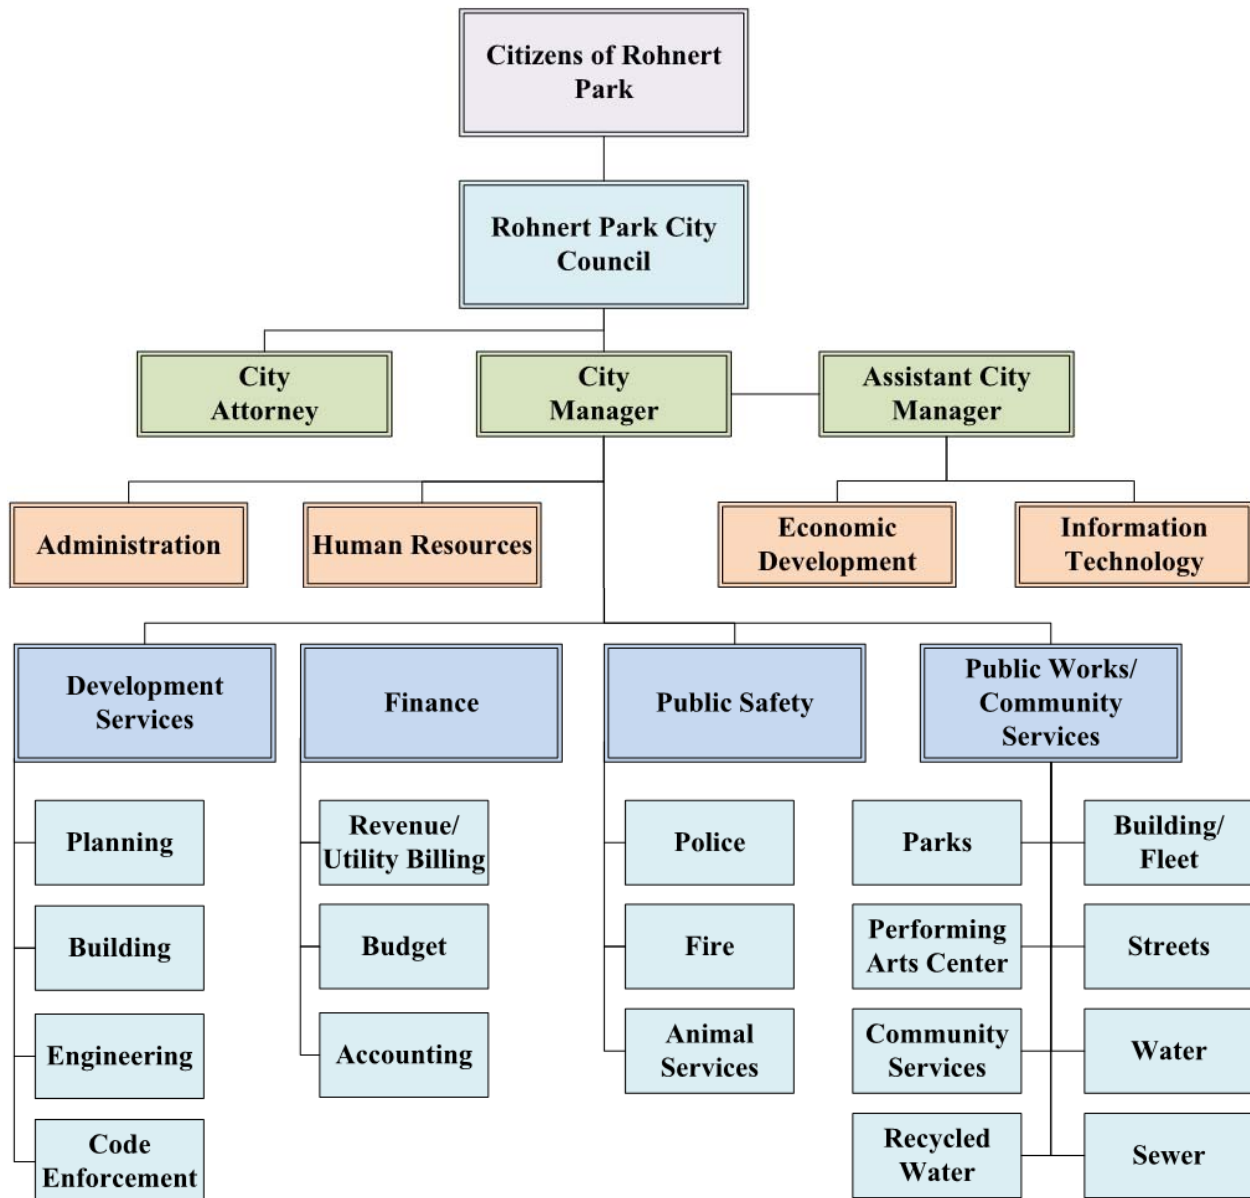 Citizens of Rohnert
Park
Rohnert Park City
Council
City
Attorney
City
Manager
Assistant City
Manager
Administration
Human Resources
Economic
Development
Information
Technology
Development
Services
Finance
Public Safety
Public Works/
Community
Services
Planning
Building
Engineering
Code
Enforcement
Revenue/
Utility Billing
Budget
Accounting
Police
Fire
Animal
Services
Parks
Performing
Arts Center
Community
Services
Recycled
Water
Building/
Fleet
Streets
Water
Sewer